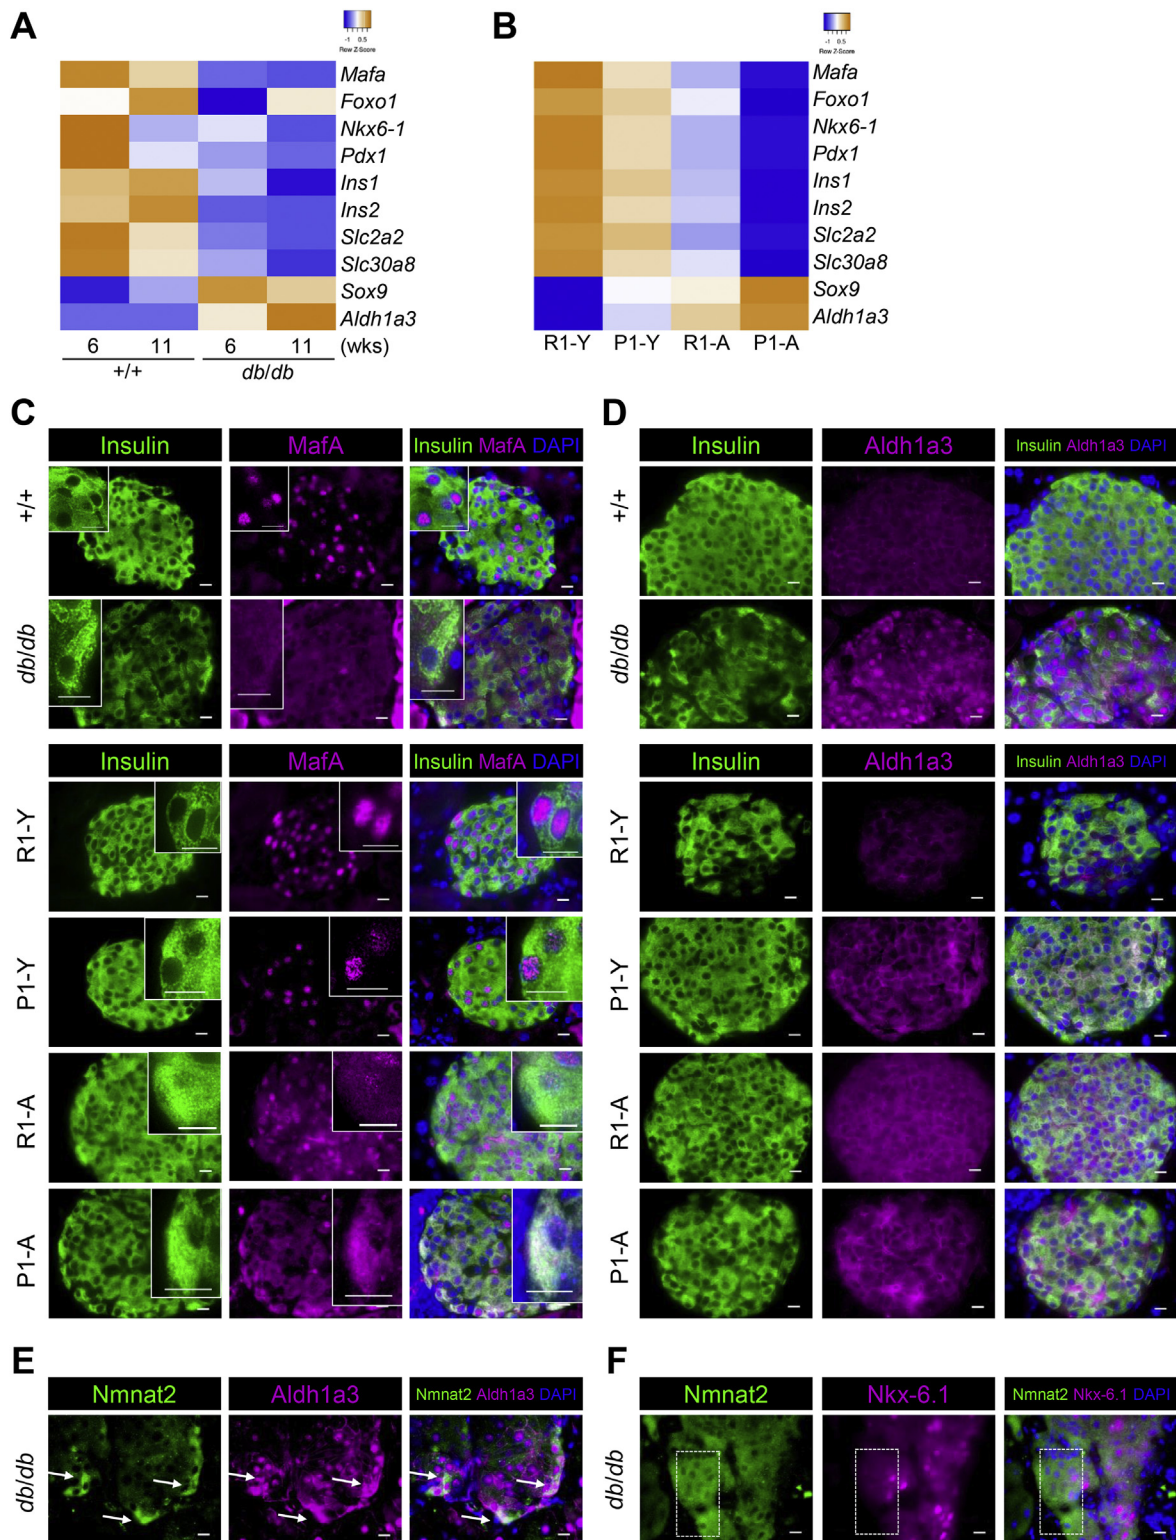 A
-1 0.5
Row Z-Score
Mafa
Foxo1
Nkx6-1
Pdx1
Ins1
Ins2
Slc2a2
Slc30a8
Sox9
Aldh1a3
6 11 6 11 (wks)
+/+ db/db
B
-1 0.5
Row Z-Score
Mafa
Foxo1
Nkx6-1
Pdx1
Ins1
Ins2
Slc2a2
Slc30a8
Sox9
Aldh1a3
R1-Y P1-Y R1-A P1-A
C
Insulin MafA Insulin MafA DAPI
+/+
db/db
Insulin MafA Insulin MafA DAPI
R1-Y
P1-Y
R1-A
P1-A
D
Insulin Aldh1a3 Insulin Aldh1a3 DAPI
+/+
db/db
Insulin Aldh1a3 Insulin Aldh1a3 DAPI
R1-Y
P1-Y
R1-A
P1-A
E
Nmnat2 Aldh1a3 Nmnat2 Aldh1a3 DAPI
db/db
F
Nmnat2 Nkx-6.1 Nmnat2 Nkx-6.1 DAPI
db/db